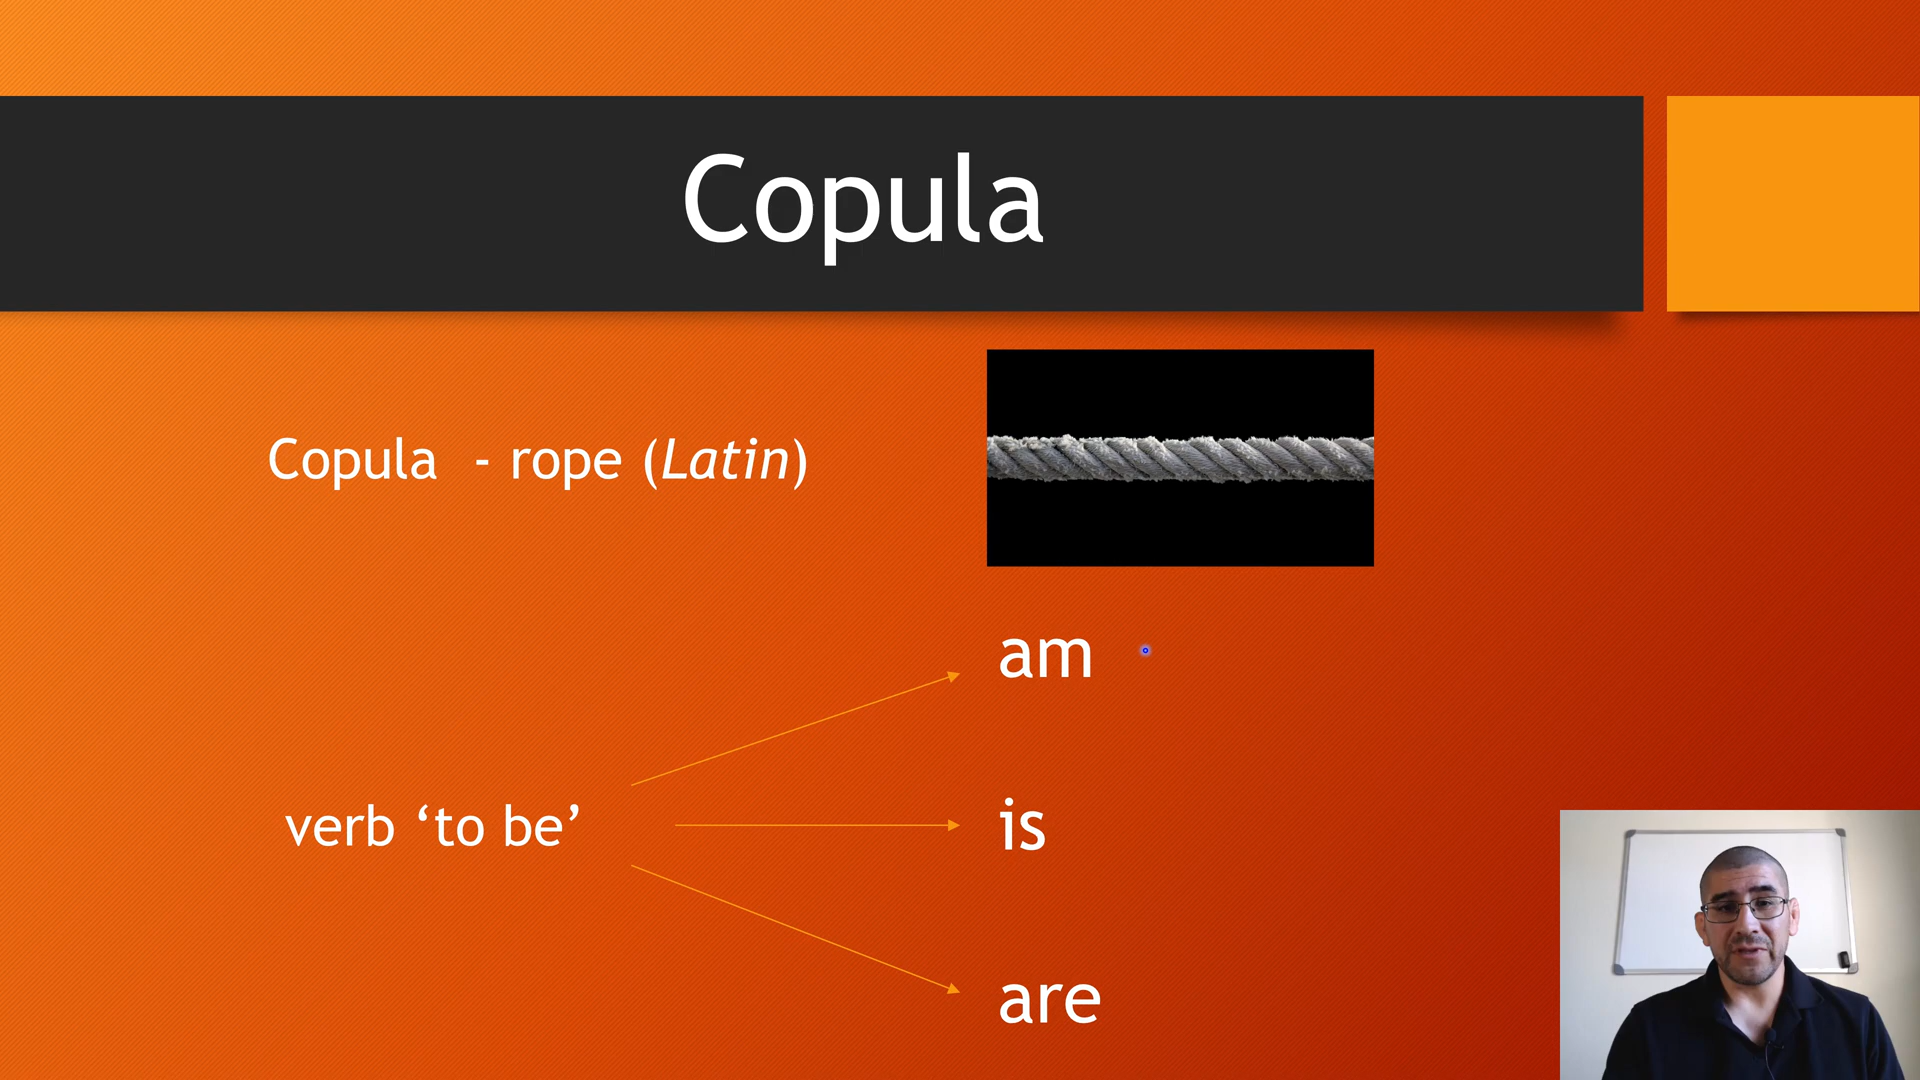 Copula
Copula - rope (Latin)
am
verb ‘to be’
is
are